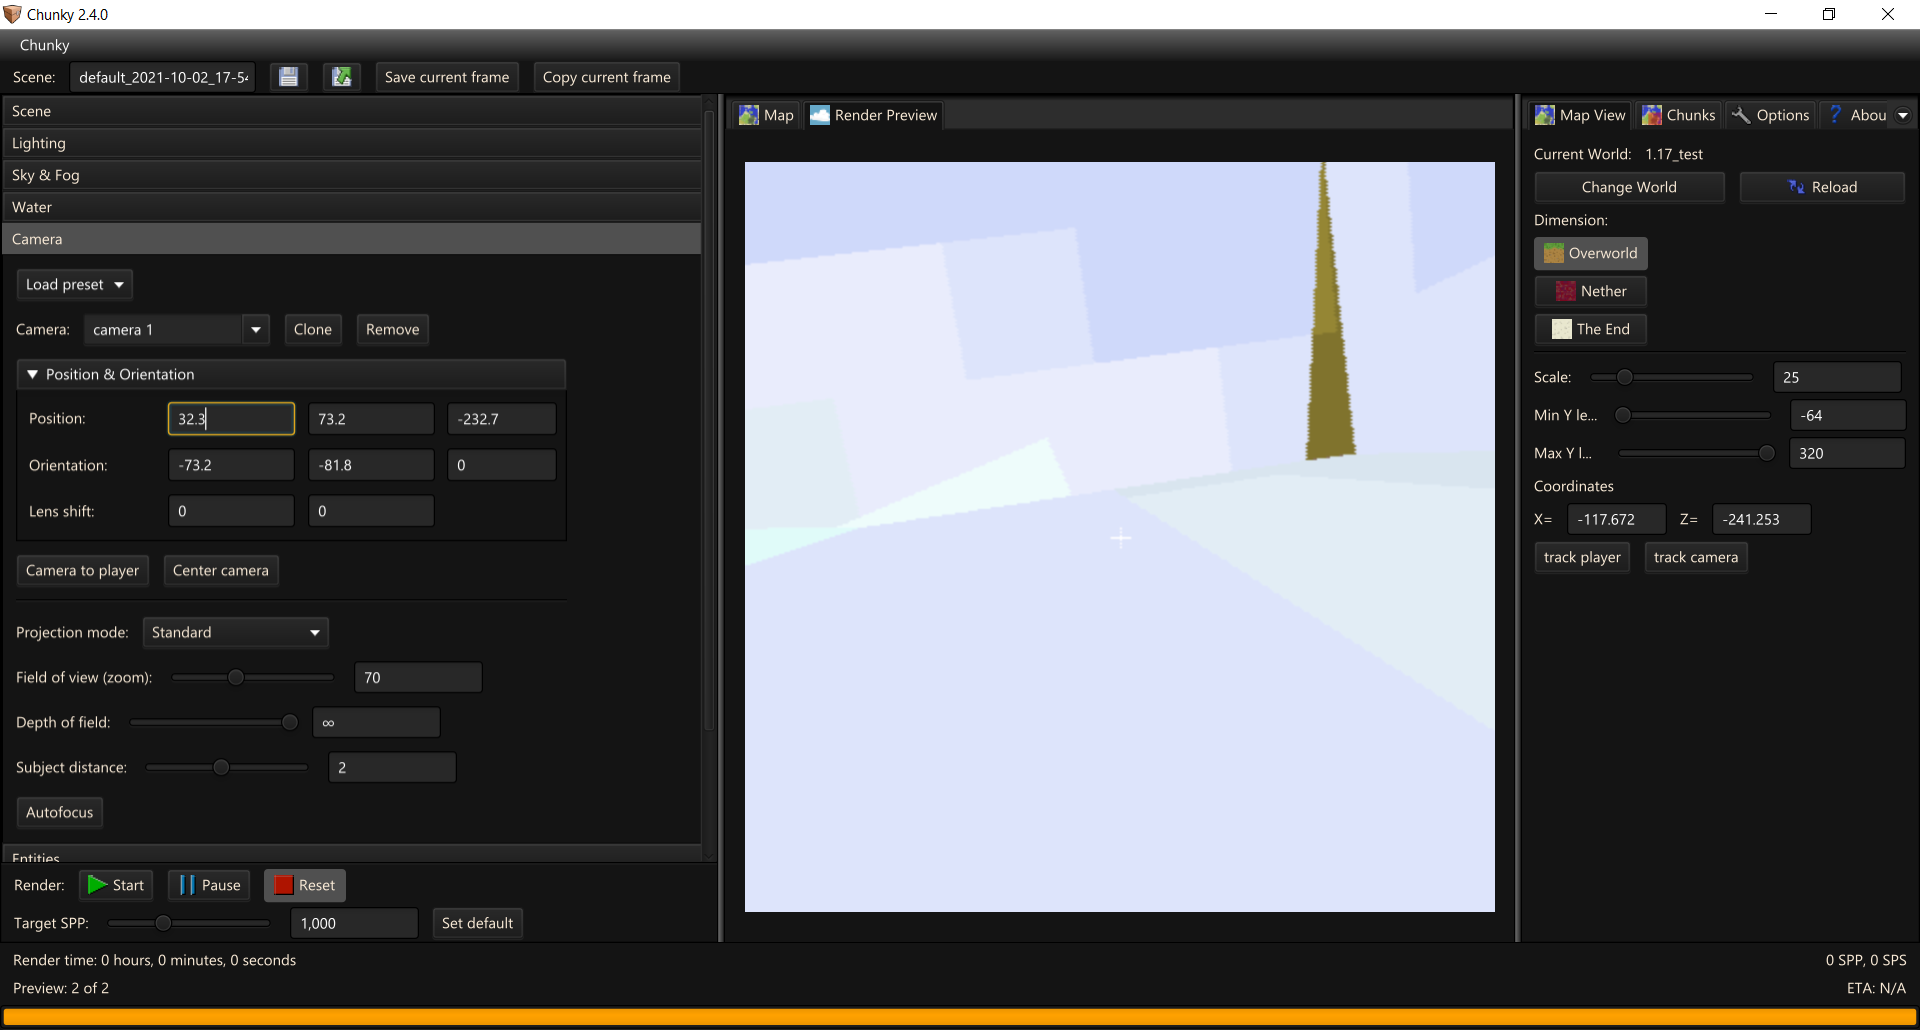 Chunky 2.4.0
Chunky
Scene: default_2021-10-02_17-54 Save current frame Copy current frame
Scene
Lighting
Sky & Fog
Water
Camera
Load preset
Camera: camera 1 Clone Remove
Position & Orientation
Position: 32.3 73.2 -232.7
Orientation: -73.2 -81.8 0
Lens shift: 0 0
Camera to player Center camera
Projection mode: Standard
Field of view (zoom): 70
Depth of field: ∞
Subject distance: 2
Autofocus
Entities
Render: Start Pause Reset
Target SPP: 1,000 Set default
Map Render Preview
Map View Chunks Options ? Abou
Current World: 1.17_test
Change World Reload
Dimension:
Overworld
Nether
The End
Scale: 25
Min Y le... -64
Max Y l... 320
Coordinates
X= -117.672 Z= -241.253
track player track camera
Render time: 0 hours, 0 minutes, 0 seconds 0 SPP, 0 SPS
Preview: 2 of 2 ETA: N/A